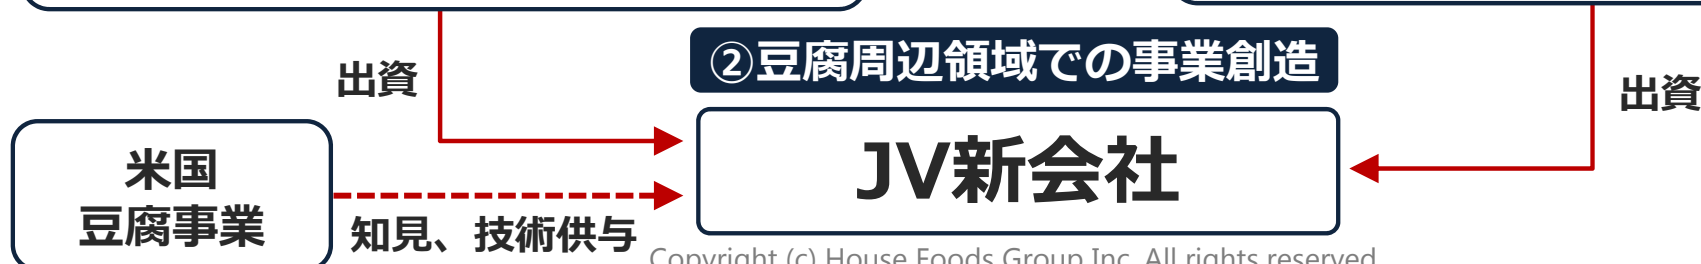 ②豆腐周辺領域での事業創造
出資
出資
JV新会社
米国
豆腐事業
知見、技術供与
Copyright (c) House Foods Group Inc. All rights reserved